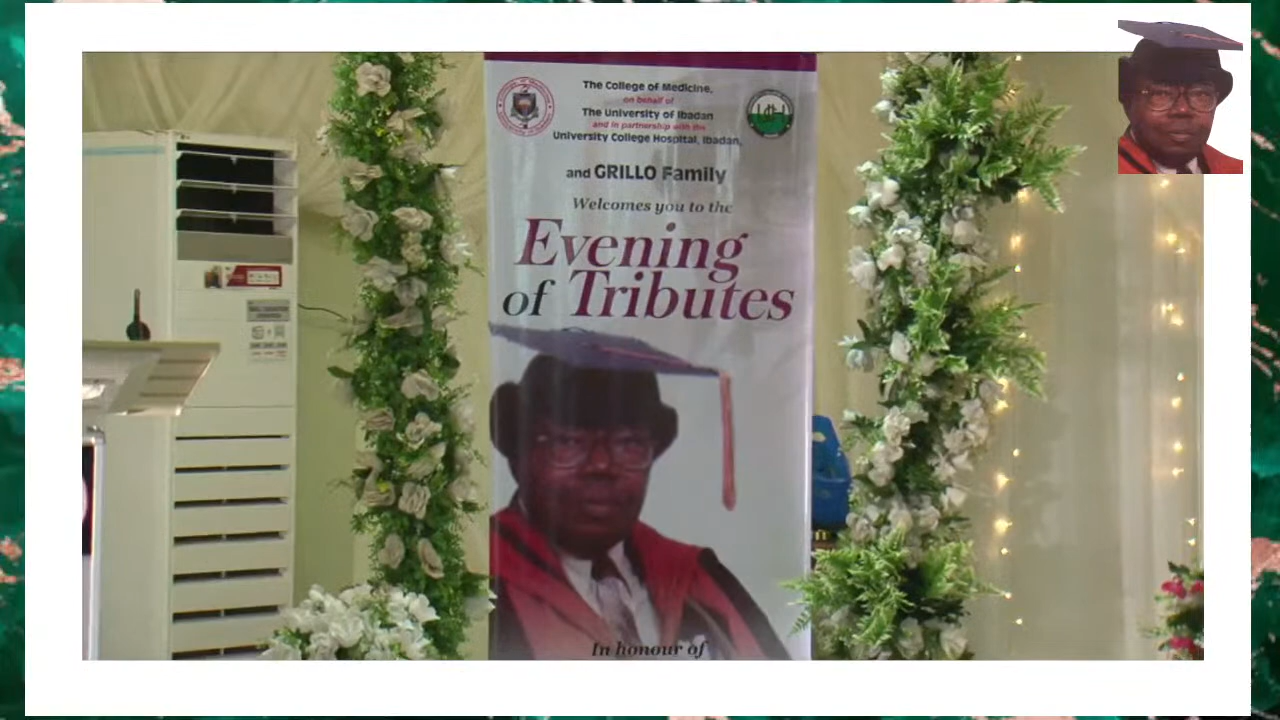 The College of Medicine,
on behalf of
The University of Ibadan
and in partnership with the
University College Hospital, Ibadan,
and GRILLO Family
Welcomes you to the
Evening
of Tributes
In honour of